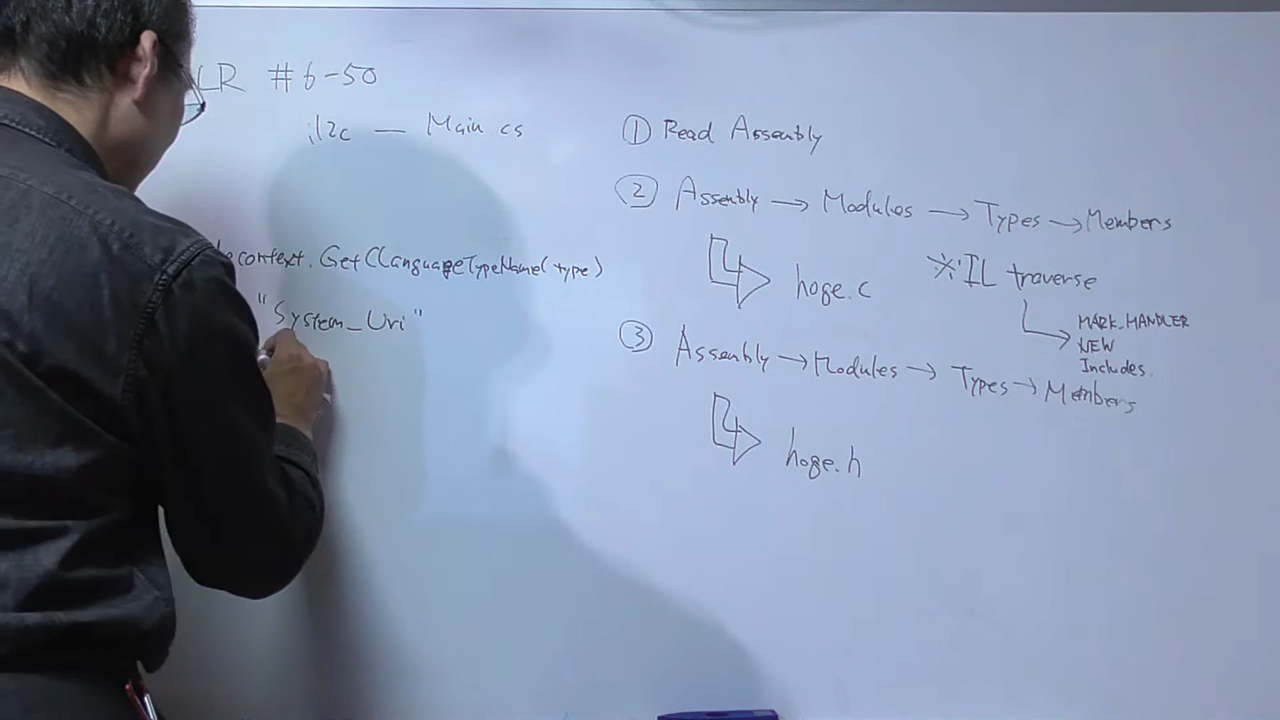 LR #6-50
il2c — Main cs
context. GetCLanguageTypeName(type)
"System_Uri"
① Read Assembly
② Assembly → Modules → Types → Members
hoge.c
※IL traverse
MARK_HANDLER
NEW
Includes
③ Assembly → Modules → Types → Members
hoge.h